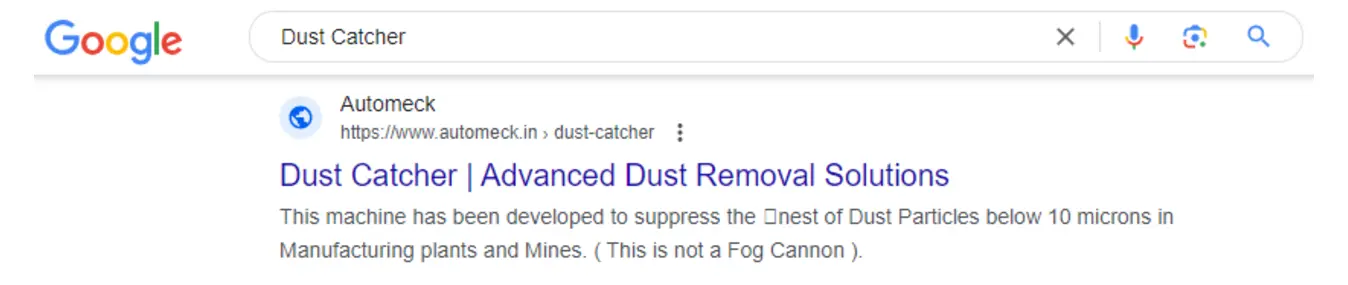 Google
Dust Catcher
Automeck
https://www.automeck.in › dust-catcher
Dust Catcher | Advanced Dust Removal Solutions
This machine has been developed to suppress the □nest of Dust Particles below 10 microns in
Manufacturing plants and Mines. ( This is not a Fog Cannon ).